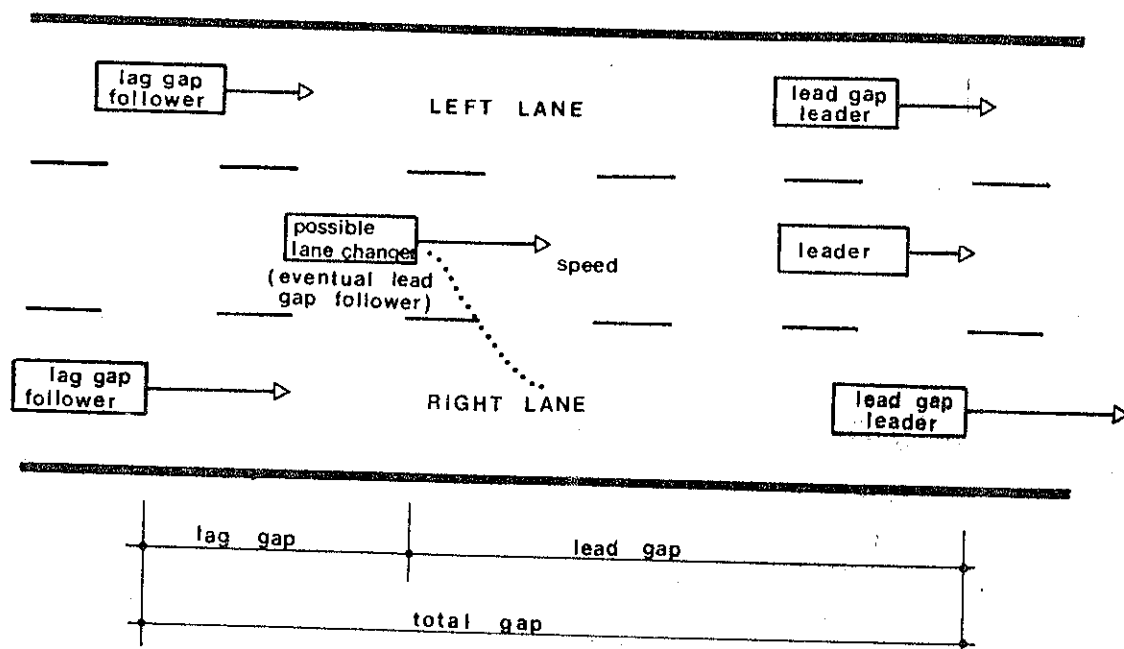 lag gap
follower
LEFT LANE
lead gap
leader
possible
lane changer
(eventual lead
gap follower)
speed
leader
lag gap
follower
RIGHT LANE
lead gap
leader
lag gap
lead gap
total gap